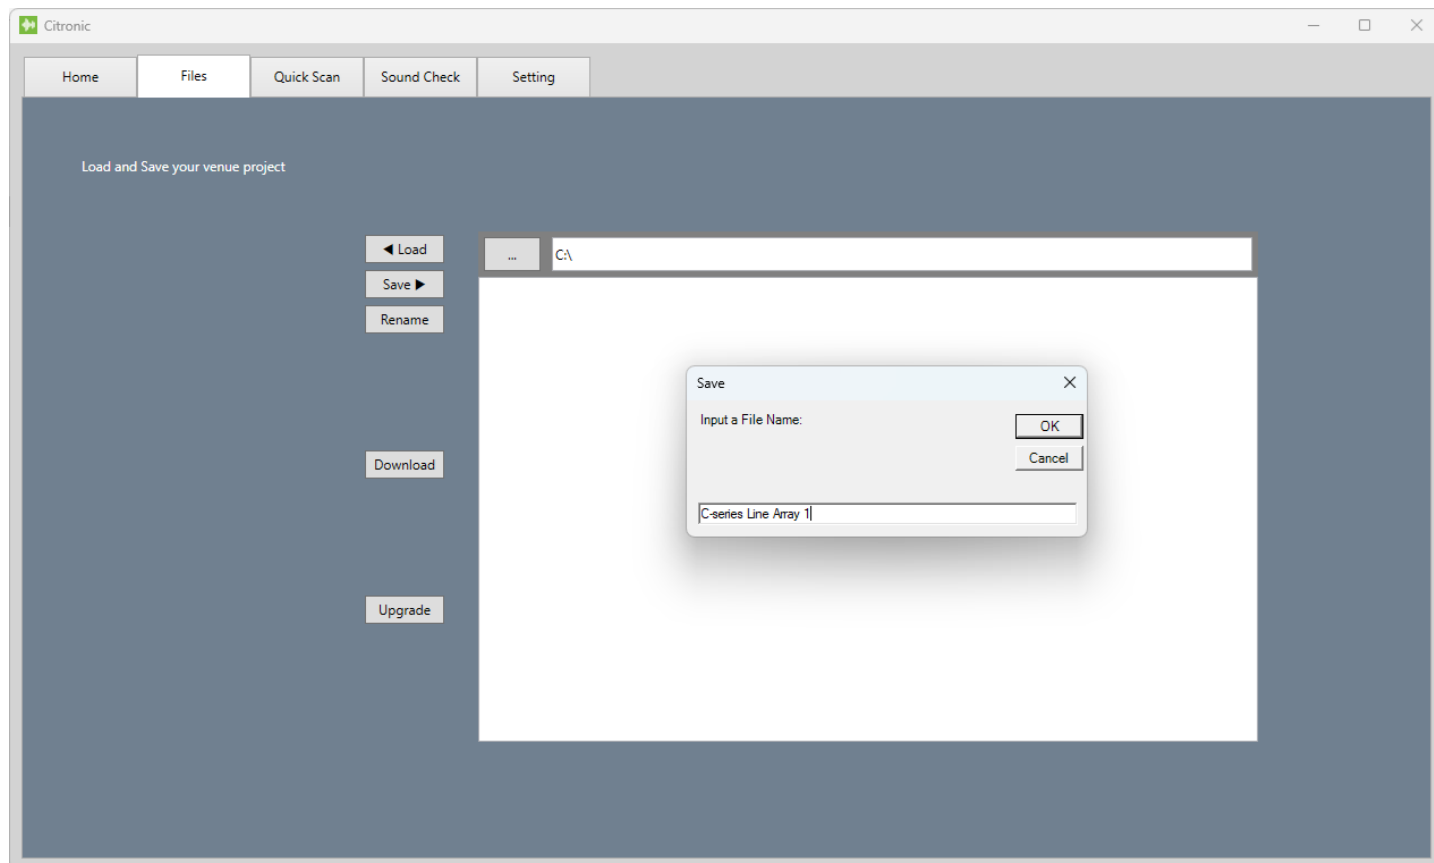 Citronic
Home Files Quick Scan Sound Check Setting
Load and Save your venue project
◀ Load
... C:\
Save ▶
Rename
Save
Input a File Name:
OK
Cancel
C-series Line Array 1
Download
Upgrade